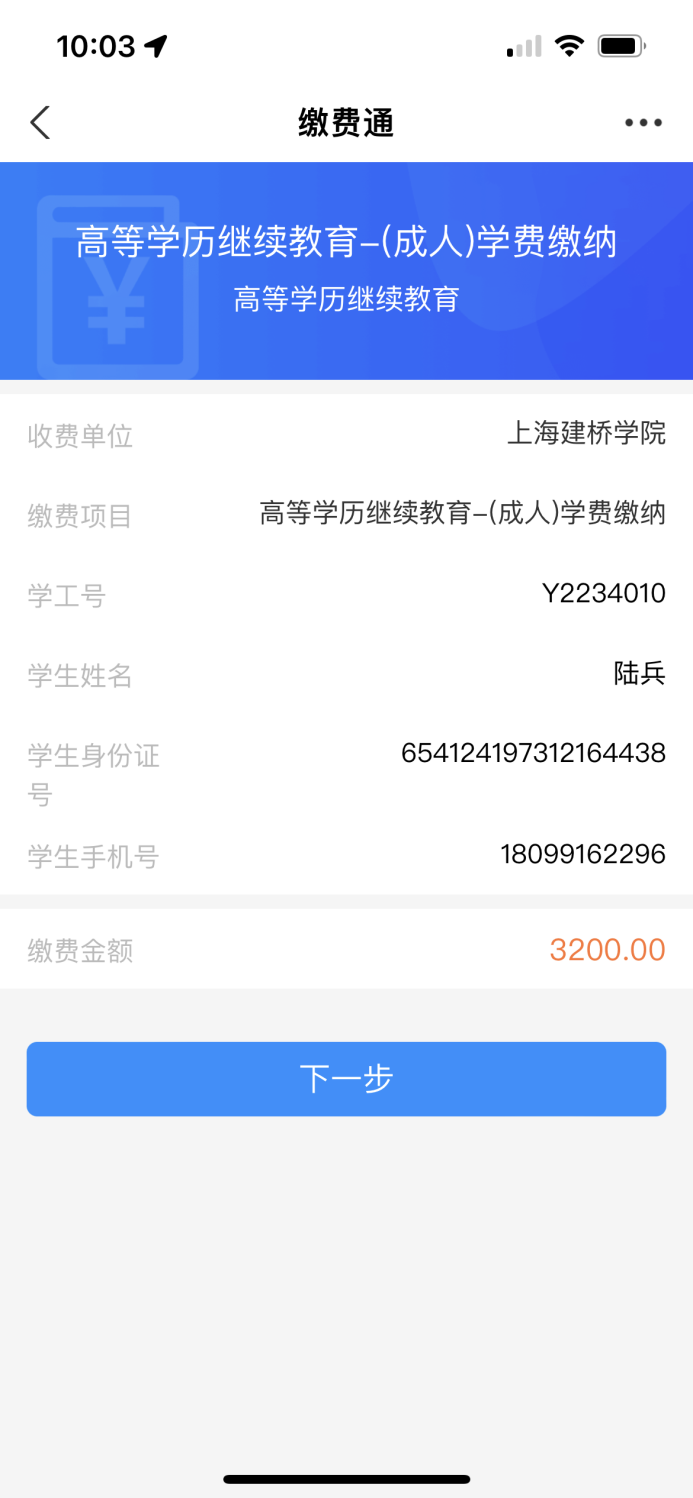 10:03
缴费通
高等学历继续教育–(成人)学费缴纳
高等学历继续教育
收费单位 上海建桥学院
缴费项目 高等学历继续教育–(成人)学费缴纳
学工号 Y2234010
学生姓名 陆兵
学生身份证 654124197312164438
号
学生手机号 18099162296
缴费金额 3200.00
下一步